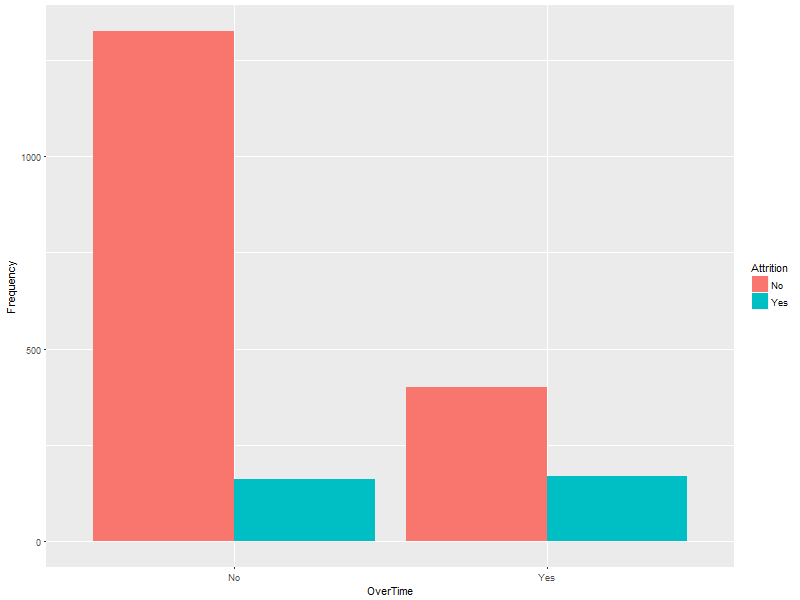 Frequency
1000
500
0
No
Yes
OverTime
Attrition
No
Yes